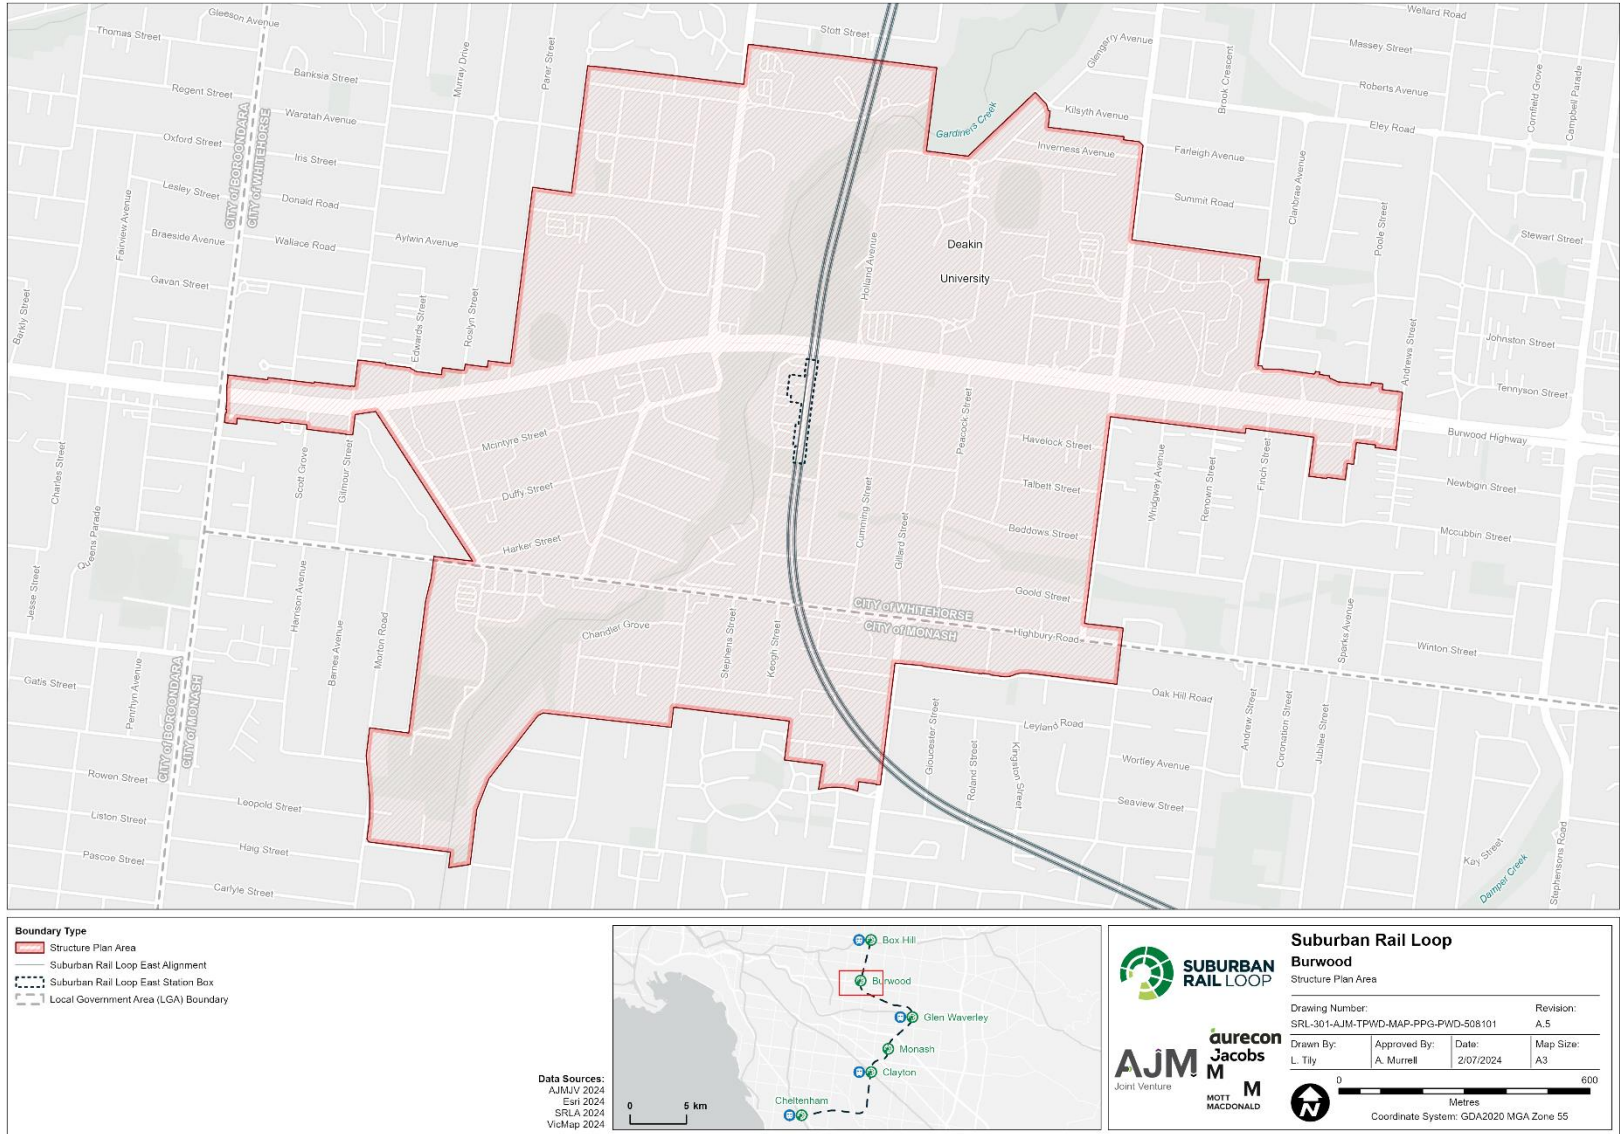 Gleeson Avenue
Thomas Street
Murray Drive
Parer Street
Stott Street
Glengarry Avenue
Wellard Road
Massey Street
Banksia Street
Regent Street
Waratah Avenue
Oxford Street
Iris Street
Lesley Street
Donald Road
Braeside Avenue
Wallace Road
Aylwin Avenue
Gavan Street
Fairview Avenue
Barkly Street
Edwards Street
Roslyn Street
CITY of BOROONDARA
CITY of WHITEHORSE
Gardiners Creek
Kilsyth Avenue
Brook Crescent
Roberts Avenue
Cornfield Grove
Campbell Parade
Eley Road
Inverness Avenue
Farleigh Avenue
Clanbrae Avenue
Summit Road
Poole Street
Stewart Street
Deakin
University
Holland Avenue
Johnston Street
Andrews Street
Tennyson Street
Burwood Highway
Peacock Street
Havelock Street
Talbett Street
Beddows Street
Goold Street
Cumming Street
Gillard Street
Wridgway Avenue
Renown Street
Finch Street
Newbigin Street
Mccubbin Street
Charles Street
Scott Grove
Gilmour Street
Mcintyre Street
Duffy Street
Harker Street
Queens Parade
Jesse Street
Harrison Avenue
Barnes Avenue
Morton Road
Penrhyn Avenue
Gatis Street
CITY of BOROONDARA
CITY of MONASH
Chandler Grove
Stephens Street
Keogh Street
CITY of WHITEHORSE
CITY of MONASH
Highbury Road
Sparks Avenue
Winton Street
Oak Hill Road
Gloucester Street
Leyland Road
Roland Street
Kingston Street
Wortley Avenue
Seaview Street
Andrew Street
Coronation Street
Jubilee Street
Kay Street
Damper Creek
Stephensons Road
Rowen Street
Leopold Street
Liston Street
Haig Street
Pascoe Street
Carlyle Street
Boundary Type
Structure Plan Area
Suburban Rail Loop East Alignment
Suburban Rail Loop East Station Box
Local Government Area (LGA) Boundary
Data Sources:
AJMJV 2024
Esri 2024
SRLA 2024
VicMap 2024
Box Hill
Burwood
Glen Waverley
Monash
Clayton
Cheltenham
0 5 km
SUBURBAN
RAIL LOOP
AJM
Joint Venture
aurecon
Jacobs
M
M
MOTT
MACDONALD
Suburban Rail Loop
Burwood
Structure Plan Area
Drawing Number: Revision:
SRL-301-AJM-TPWD-MAP-PPG-PWD-508101 A.5
Drawn By: Approved By: Date: Map Size:
L. Tily A. Murrell 2/07/2024 A3
N
0 600
Metres
Coordinate System: GDA2020 MGA Zone 55